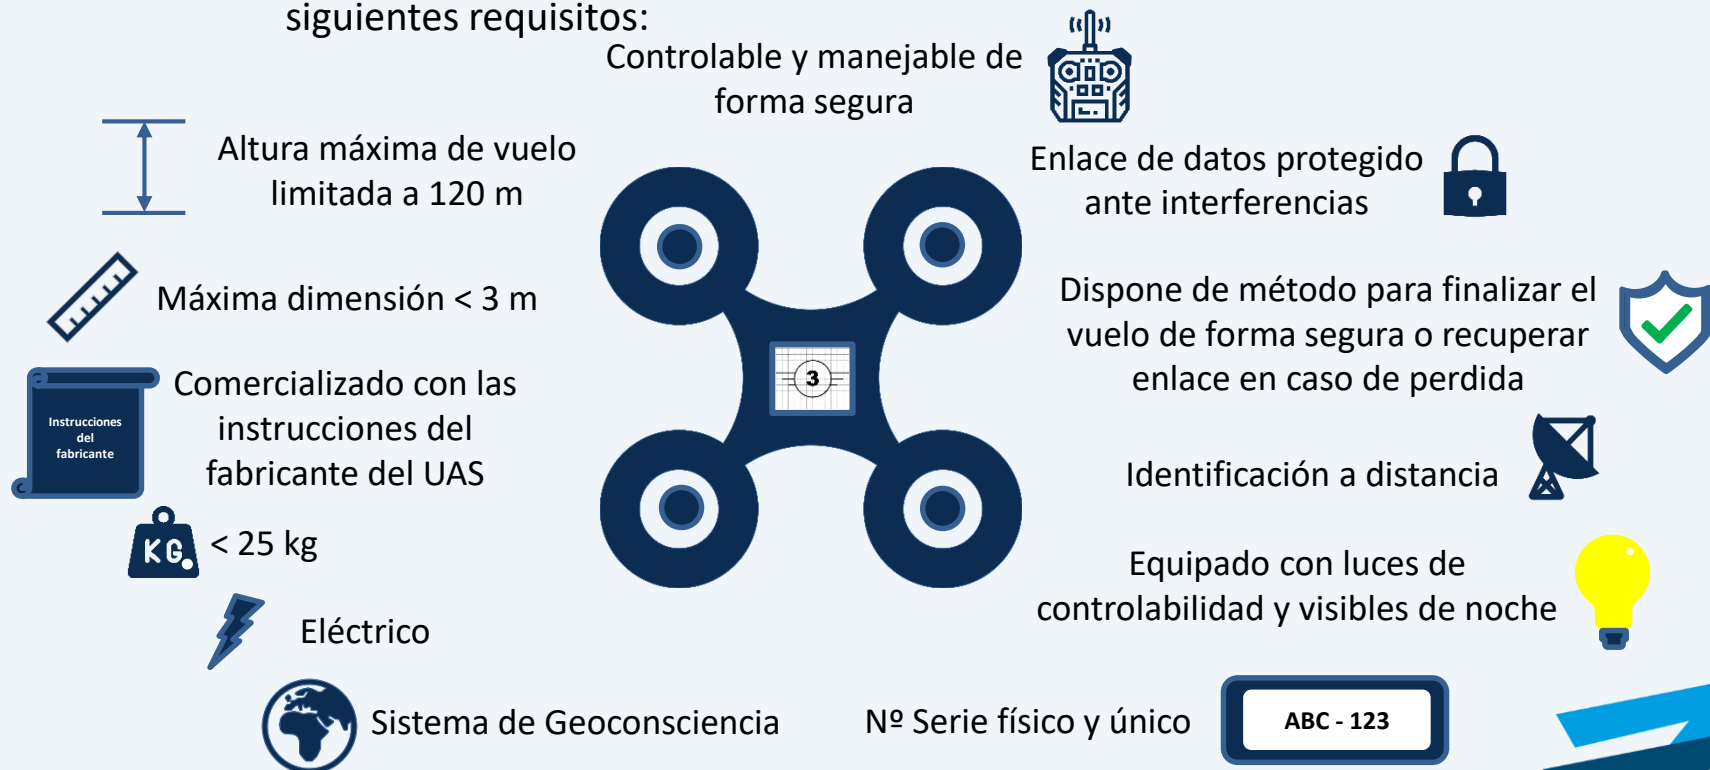 siguientes requisitos:
Controlable y manejable de
forma segura
Altura máxima de vuelo
limitada a 120 m
Enlace de datos protegido
ante interferencias
Máxima dimensión < 3 m
Dispone de método para finalizar el
vuelo de forma segura o recuperar
enlace en caso de perdida
3
Comercializado con las
instrucciones del
fabricante del UAS
Instrucciones
del
fabricante
Identificación a distancia
KG
< 25 kg
Equipado con luces de
controlabilidad y visibles de noche
Eléctrico
Sistema de Geoconsciencia
Nº Serie físico y único
ABC - 123